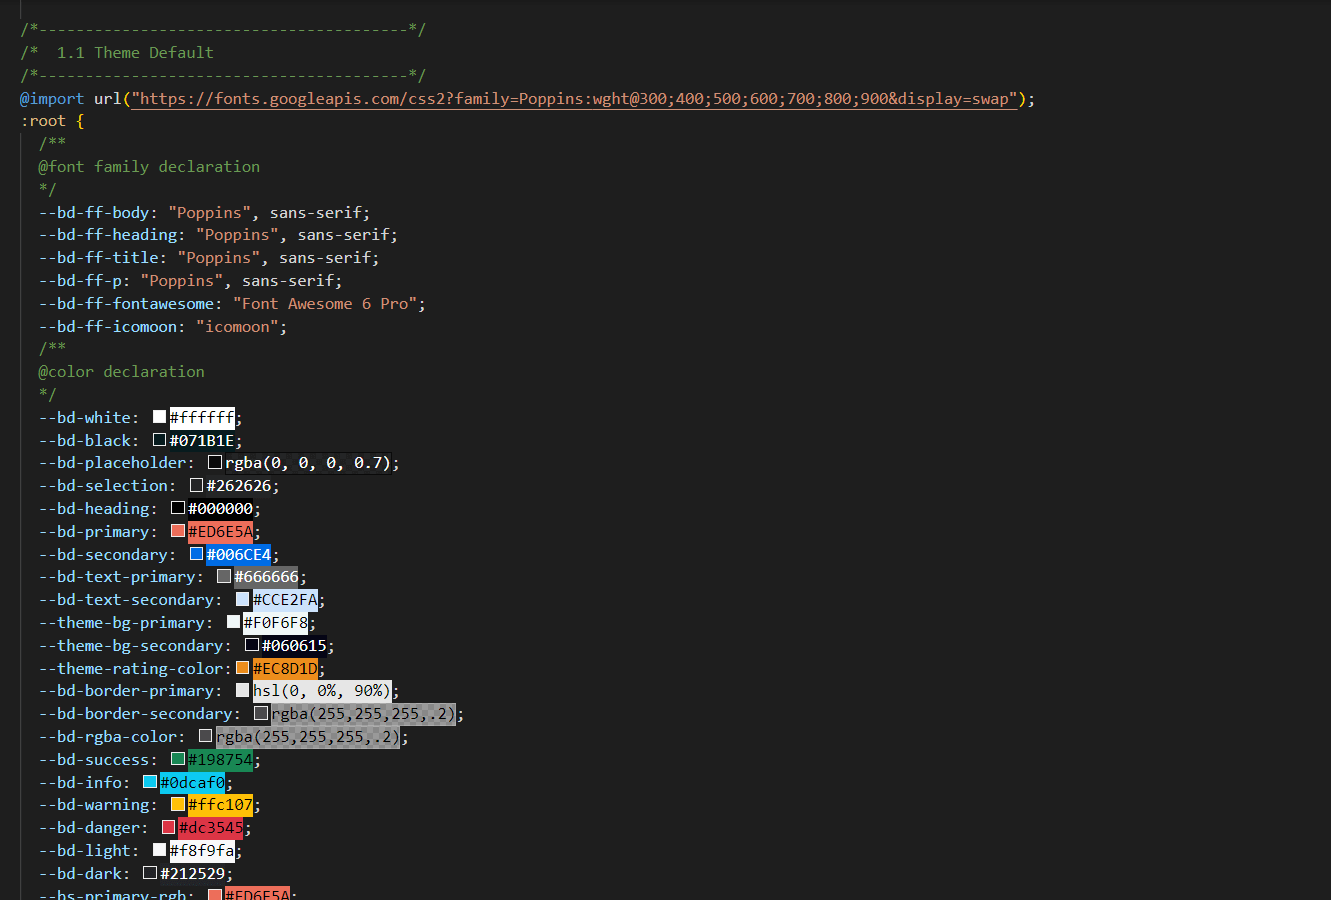 /*----------------------------------------*/
/*  1.1 Theme Default
/*----------------------------------------*/
@import url("https://fonts.googleapis.com/css2?family=Poppins:wght@300;400;500;600;700;800;900&display=swap");
:root {
  /**
  @font family declaration
  */
  --bd-ff-body: "Poppins", sans-serif;
  --bd-ff-heading: "Poppins", sans-serif;
  --bd-ff-title: "Poppins", sans-serif;
  --bd-ff-p: "Poppins", sans-serif;
  --bd-ff-fontawesome: "Font Awesome 6 Pro";
  --bd-ff-icomoon: "icomoon";
  /**
  @color declaration
  */
  --bd-white: #ffffff;
  --bd-black: #071B1E;
  --bd-placeholder: rgba(0, 0, 0, 0.7);
  --bd-selection: #262626;
  --bd-heading: #000000;
  --bd-primary: #ED6E5A;
  --bd-secondary: #006CE4;
  --bd-text-primary: #666666;
  --bd-text-secondary: #CCE2FA;
  --theme-bg-primary: #F0F6F8;
  --theme-bg-secondary: #060615;
  --theme-rating-color: #EC8D1D;
  --bd-border-primary: hsl(0, 0%, 90%);
  --bd-border-secondary: rgba(255,255,255,.2);
  --bd-rgba-color: rgba(255,255,255,.2);
  --bd-success: #198754;
  --bd-info: #0dcaf0;
  --bd-warning: #ffc107;
  --bd-danger: #dc3545;
  --bd-light: #f8f9fa;
  --bd-dark: #212529;
  --bs-primary-rgb: #ED6E5A;